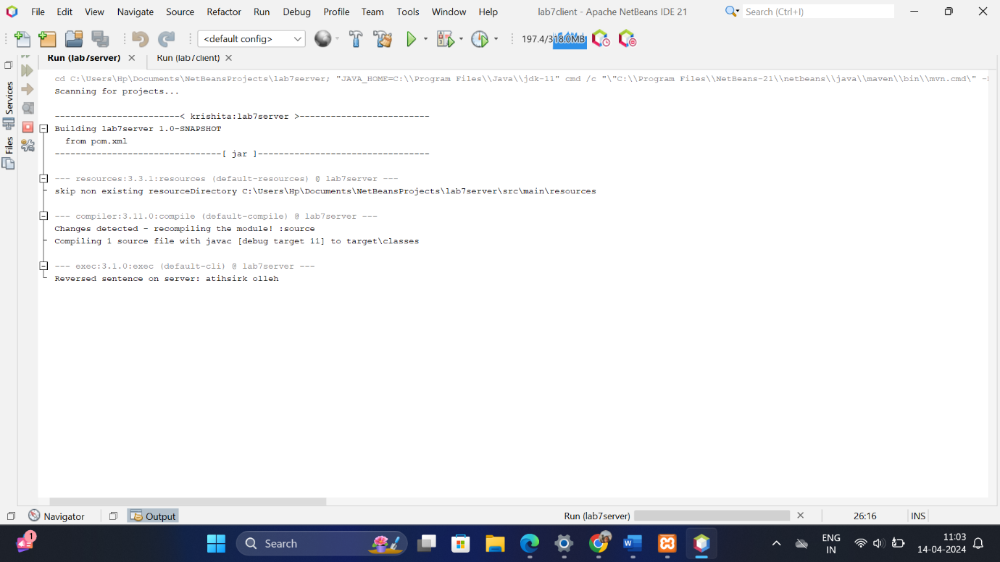 File Edit View Navigate Source Refactor Run Debug Profile Team Tools Window Help
lab7client - Apache NetBeans IDE 21
Search (Ctrl+I)
<default config>
197.4/318.0MB
Run (lab7server)
Run (lab7client)
Services
Files
cd C:\Users\Hp\Documents\NetBeansProjects\lab7server; "JAVA_HOME=C:\\Program Files\\Java\\jdk-11" cmd /c "\"C:\\Program Files\\NetBeans-21\\netbeans\\java\\maven\\bin\\mvn.cmd\"
Scanning for projects...
------------------------< krishita:lab7server >-------------------------
Building lab7server 1.0-SNAPSHOT
from pom.xml
--------------------------------[ jar ]---------------------------------
--- resources:3.3.1:resources (default-resources) @ lab7server ---
skip non existing resourceDirectory C:\Users\Hp\Documents\NetBeansProjects\lab7server\src\main\resources
--- compiler:3.11.0:compile (default-compile) @ lab7server ---
Changes detected - recompiling the module! :source
Compiling 1 source file with javac [debug target 11] to target\classes
--- exec:3.1.0:exec (default-cli) @ lab7server ---
Reversed sentence on server: atihsirk olleh
Navigator
Output
Run (lab7server)
26:16
INS
1
Search
ENG
IN
11:03
14-04-2024